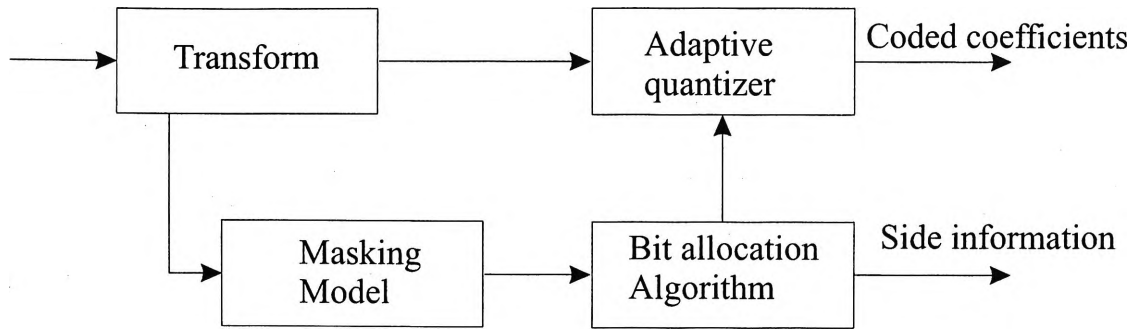 Transform
Adaptive
quantizer
Coded coefficients
Masking
Model
Bit allocation
Algorithm
Side information